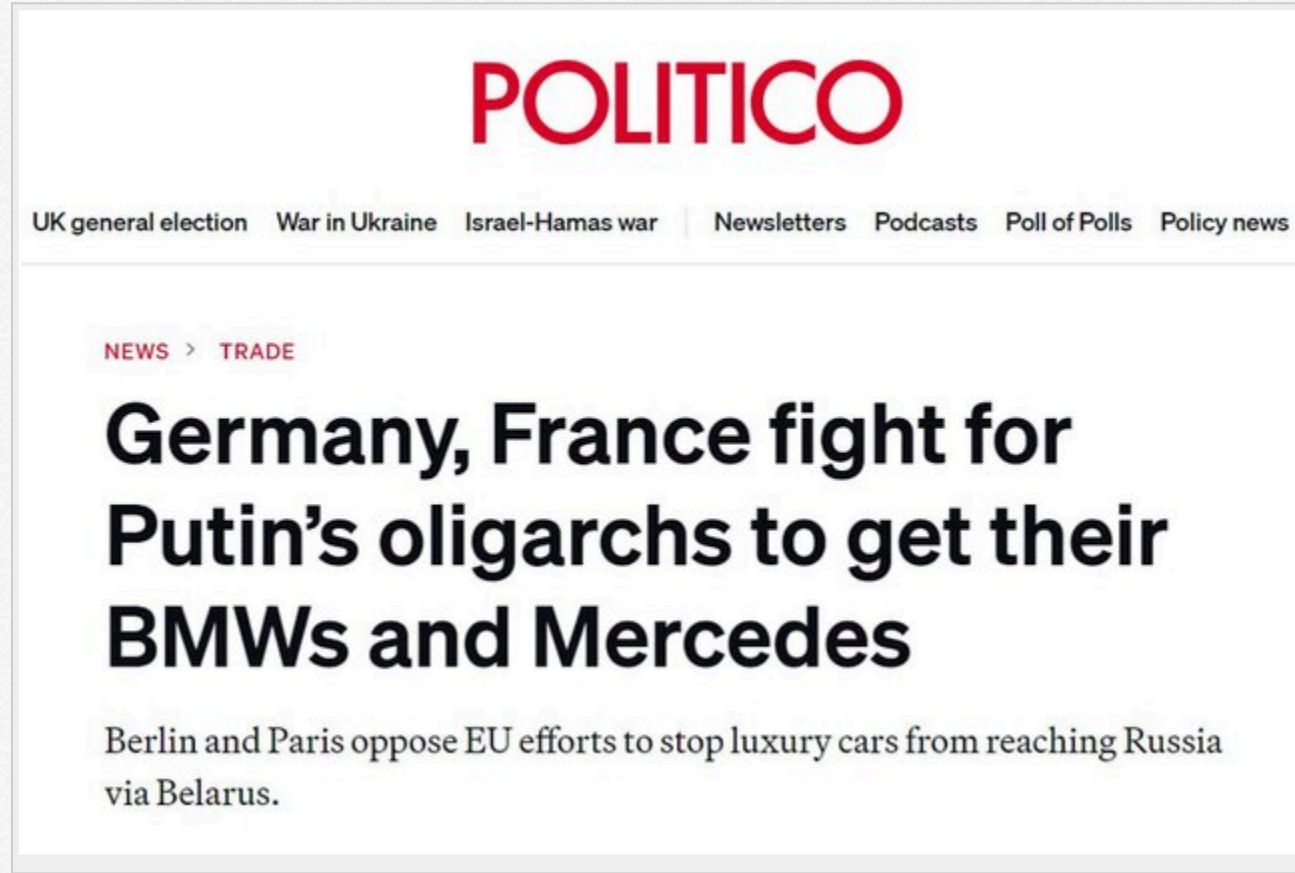 POLITICO
UK general election War in Ukraine Israel-Hamas war Newsletters Podcasts Poll of Polls Policy news
NEWS > TRADE
Germany, France fight for
Putin’s oligarchs to get their
BMWs and Mercedes
Berlin and Paris oppose EU efforts to stop luxury cars from reaching Russia
via Belarus.